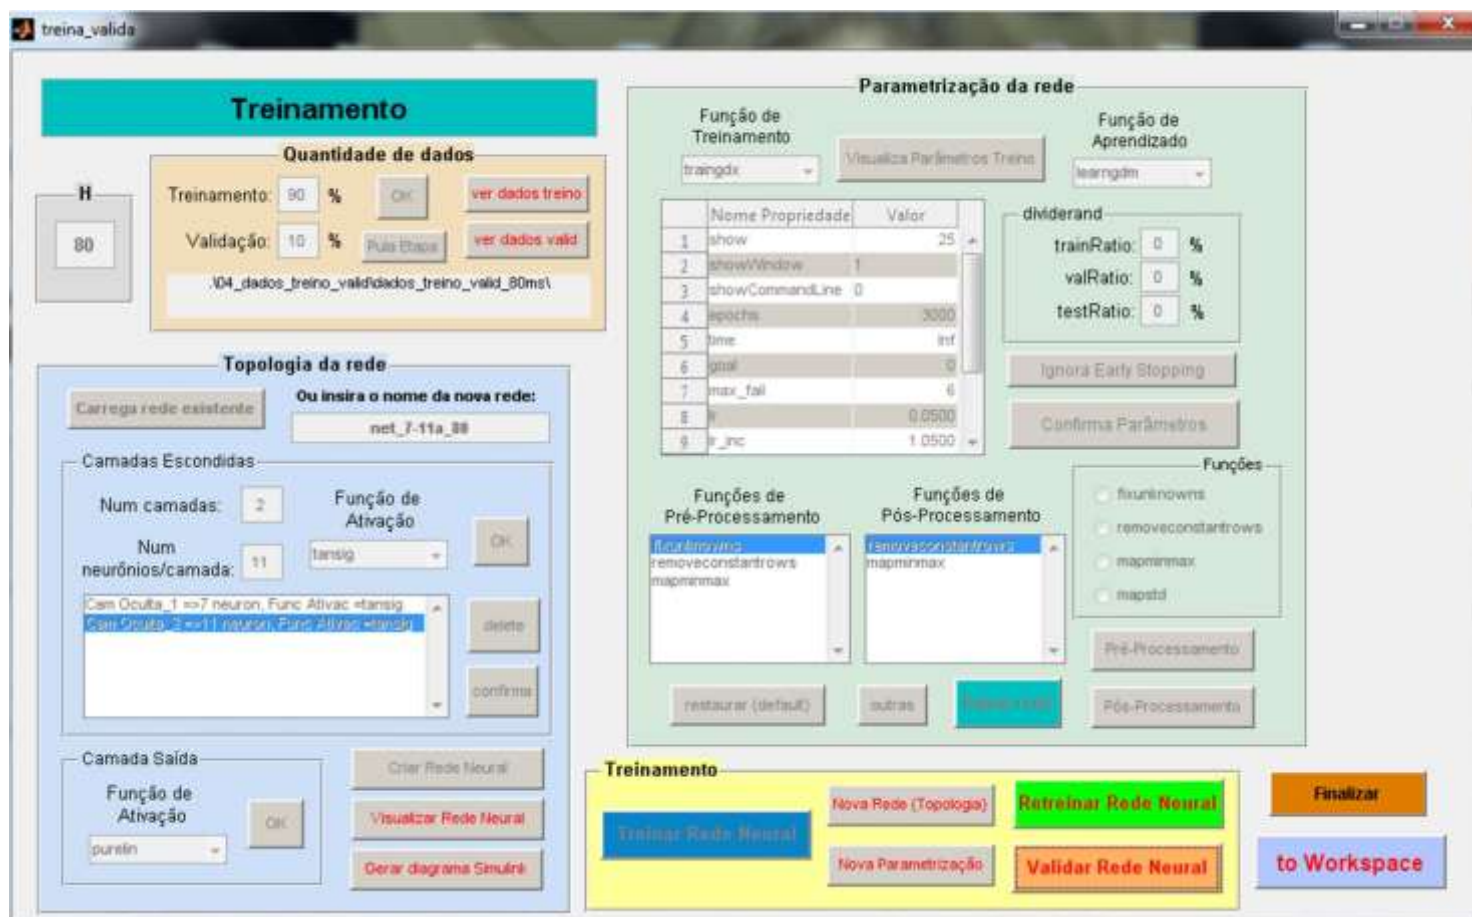 treina_valida
Treinamento
Quantidade de dados
H
80
Treinamento: 90 % OK ver dados treino
Validação: 10 % Pula Etapa ver dados valid
.\04_dados_treino_valid\dados_treino_valid_80ms\
Topologia da rede
Carrega rede existente
Ou insira o nome da nova rede:
net_7-11a_80
Camadas Escondidas
Num camadas: 2
Função de
Ativação
tansig
OK
Num
neurônios/camada: 11
Cam Oculta_1 =>7 neuron, Func Ativac =tansig
Cam Oculta_2 =>11 neuron, Func Ativac =tansig
delete
confirma
Camada Saída
Função de
Ativação
purelin
OK
Criar Rede Neural
Visualizar Rede Neural
Gerar diagrama Simulink
Parametrização da rede
Função de
Treinamento
traingdx
Visualiza Parâmetros Treino
Função de
Aprendizado
learngdm
Nome Propriedade Valor
1 show 25
2 showWindow 1
3 showCommandLine 0
4 epochs 3000
5 time Inf
6 goal 0
7 max_fail 6
8 lr 0.0500
9 lr_inc 1.0500
dividerand
trainRatio: 0 %
valRatio: 0 %
testRatio: 0 %
Ignora Early Stopping
Confirma Parâmetros
Funções de
Pré-Processamento
fixunknowns
removeconstantrows
mapminmax
Funções de
Pós-Processamento
removeconstantrows
mapminmax
Funções
fixunknowns
removeconstantrows
mapminmax
mapstd
Pré-Processamento
Pós-Processamento
restaurar (default)
outras
Treinamento
Treinar Rede Neural
Nova Rede (Topologia)
Nova Parametrização
Retreinar Rede Neural
Validar Rede Neural
Finalizar
to Workspace